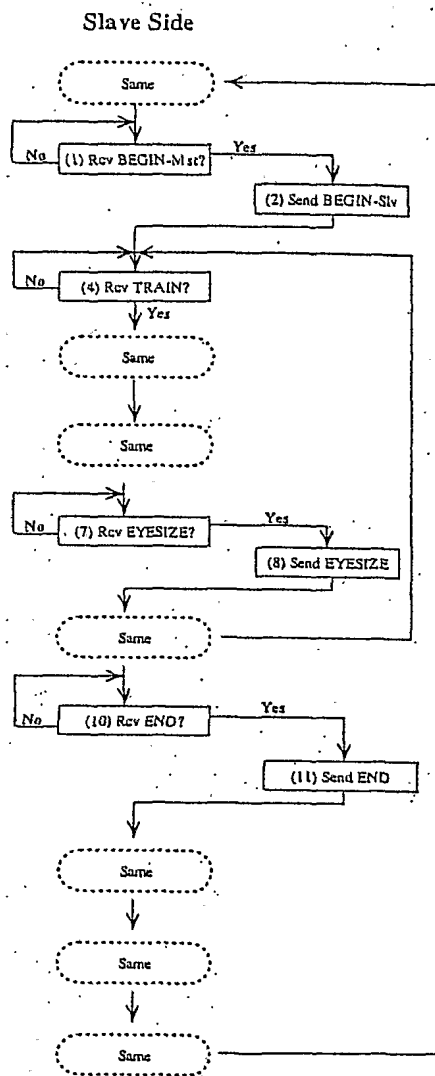 Slave Side
Same
No
(1) Rcv BEGIN-Mst?
Yes
(2) Send BEGIN-Slv
No
(4) Rcv TRAIN?
Yes
Same
Same
No
(7) Rcv EYESIZE?
Yes
(8) Send EYESIZE
Same
No
(10) Rcv END?
Yes
(11) Send END
Same
Same
Same